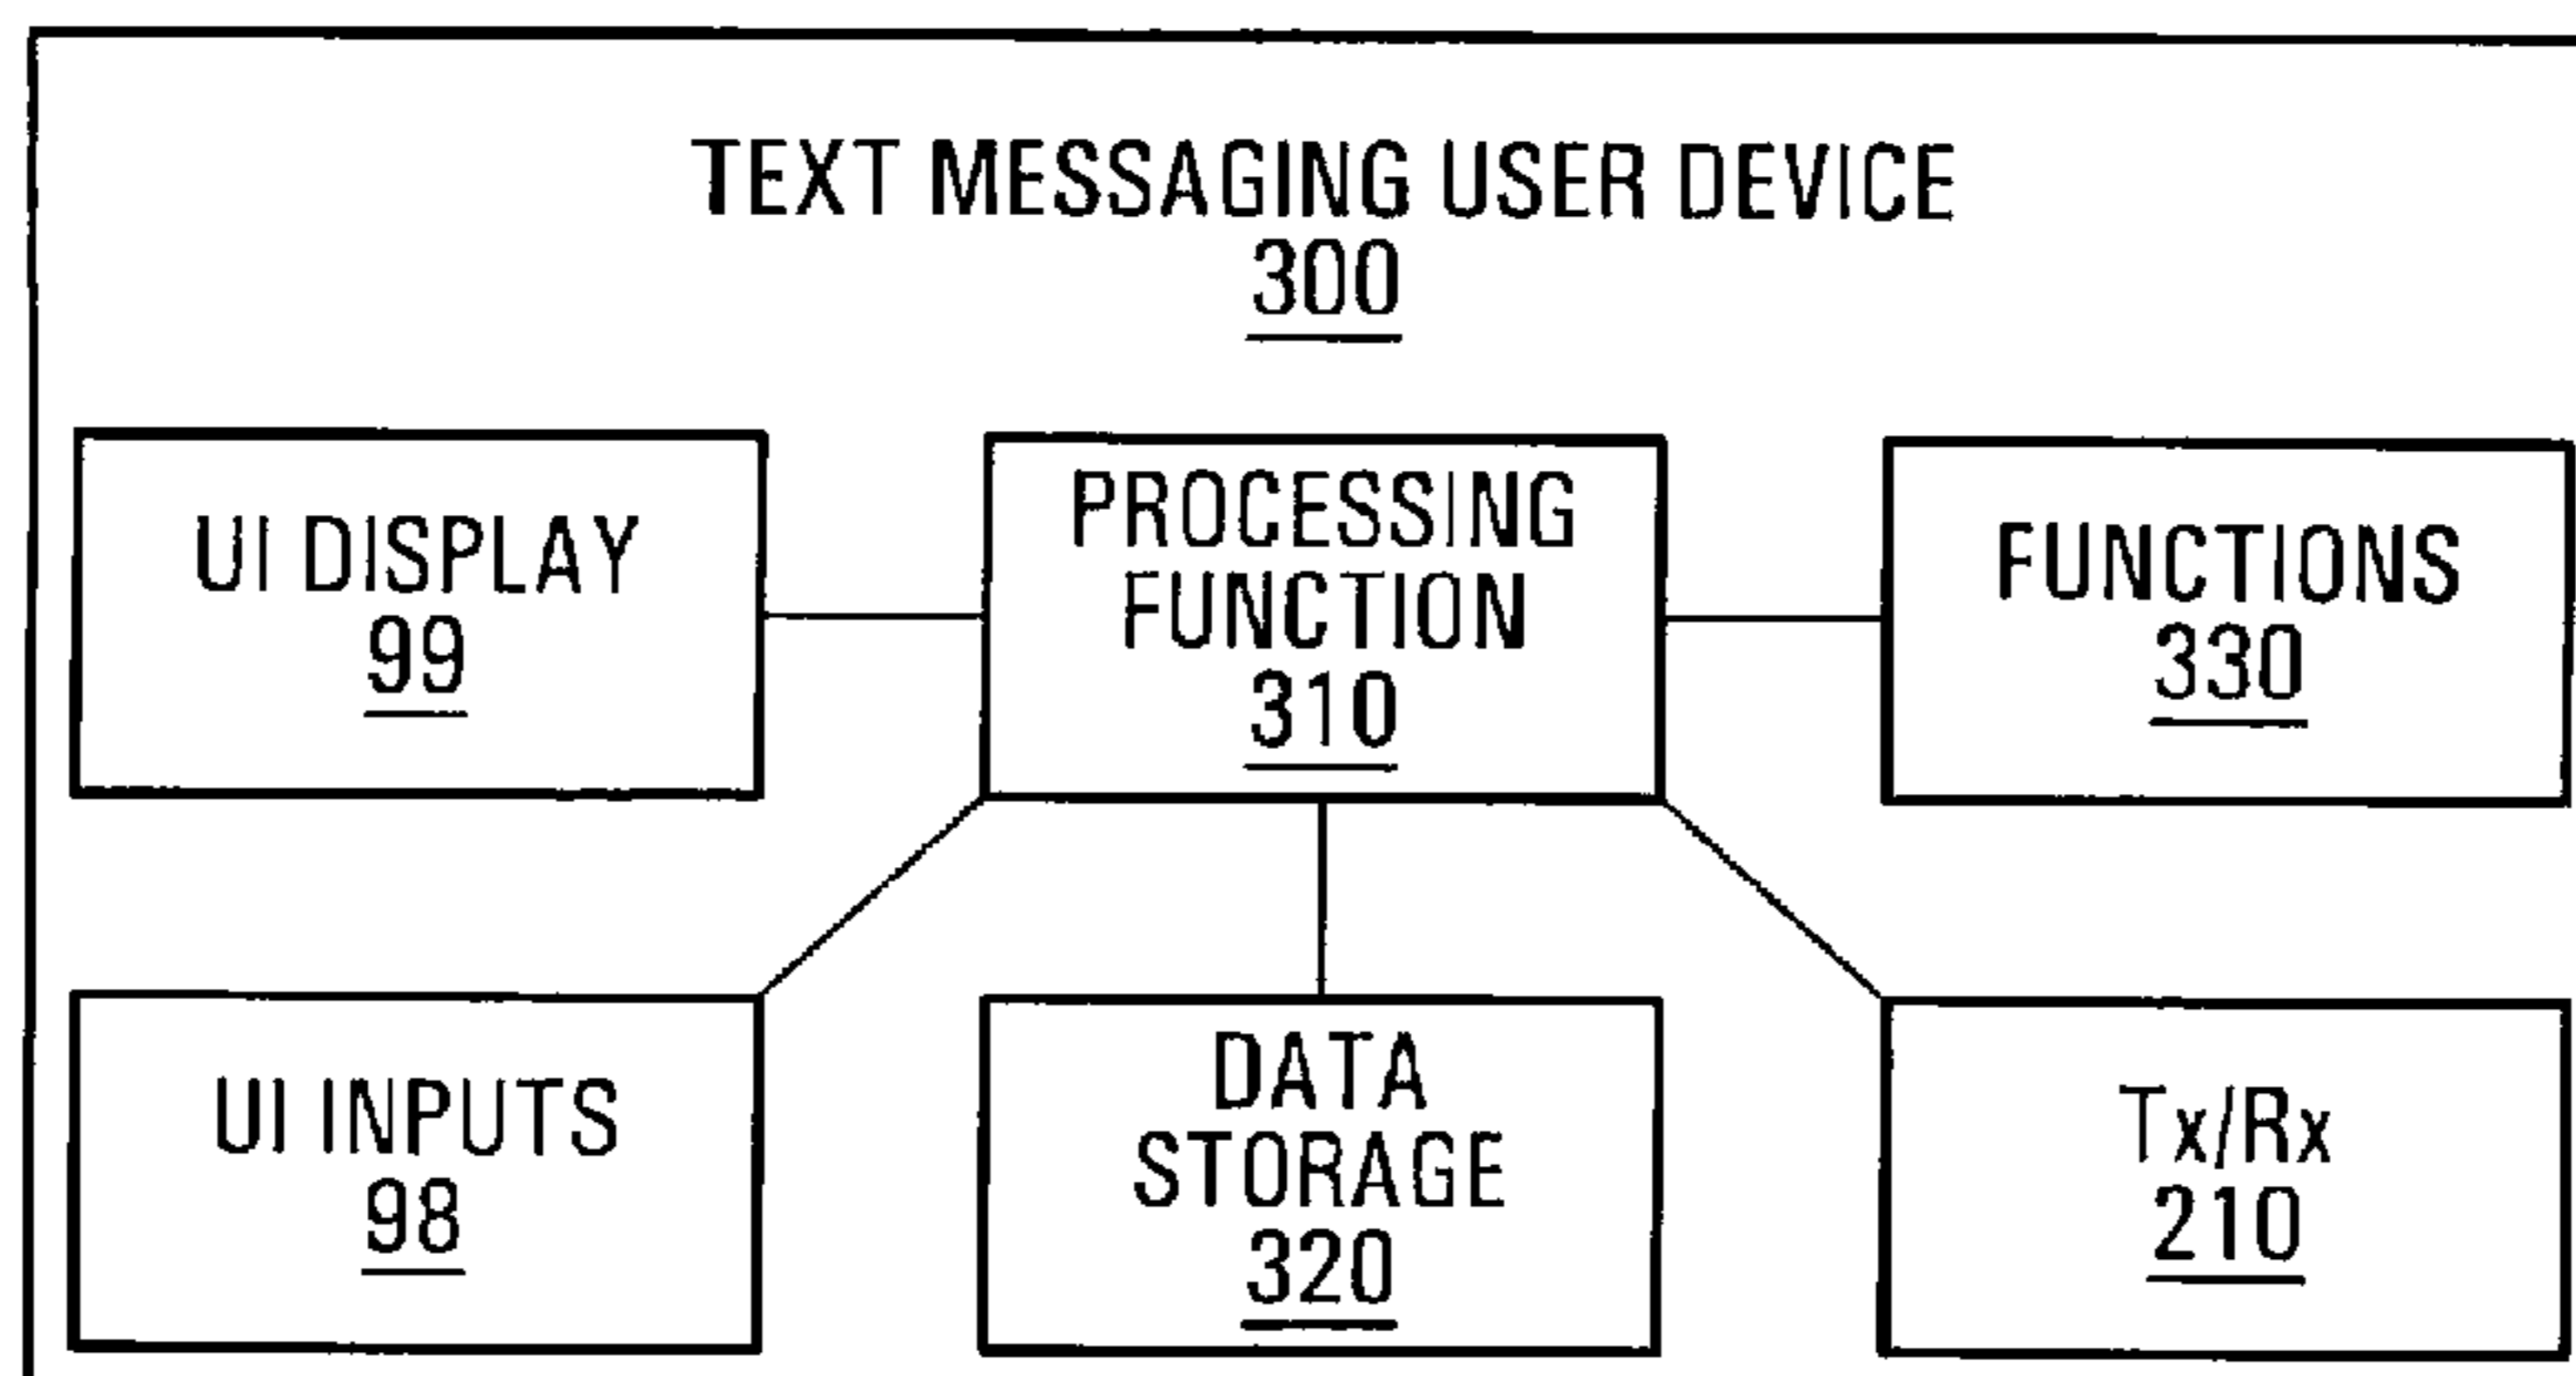 TEXT MESSAGING USER DEVICE
300
UI DISPLAY
99
PROCESSING
FUNCTION
310
FUNCTIONS
330
UI INPUTS
98
DATA
STORAGE
320
Tx/Rx
210